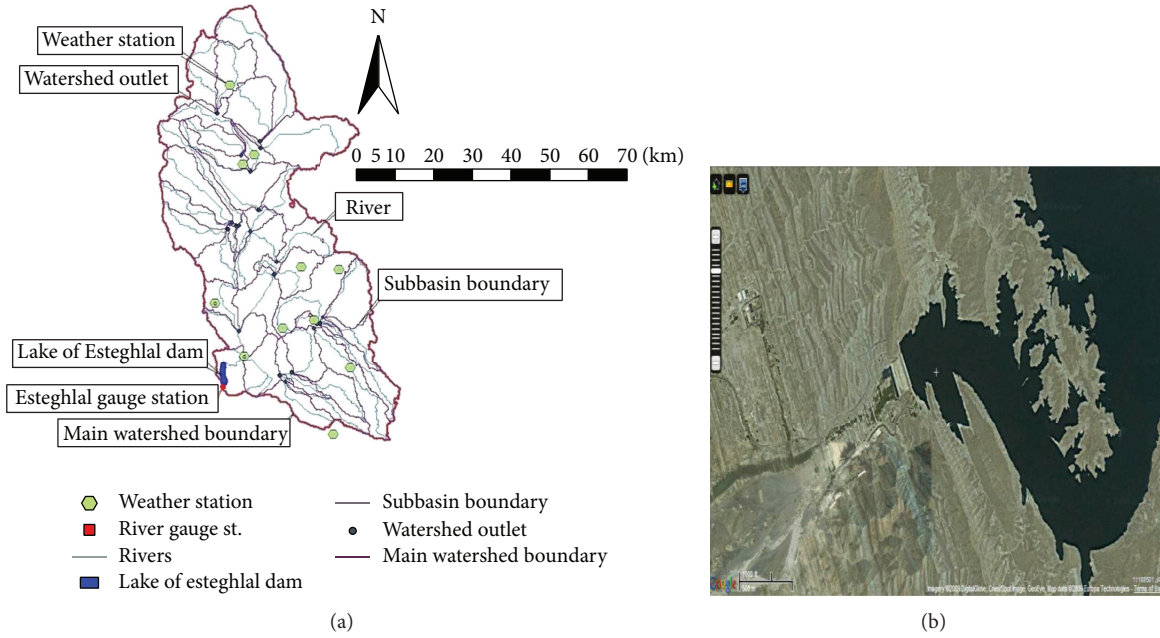 Weather station
Watershed outlet
N
0 5 10 20 30 40 50 60 70 (km)
River
Subbasin boundary
Lake of Esteghlal dam
Esteghlal gauge station
Main watershed boundary
Weather station
River gauge st.
Rivers
Lake of esteghlal dam
Subbasin boundary
Watershed outlet
Main watershed boundary
(a)
Google
(b)